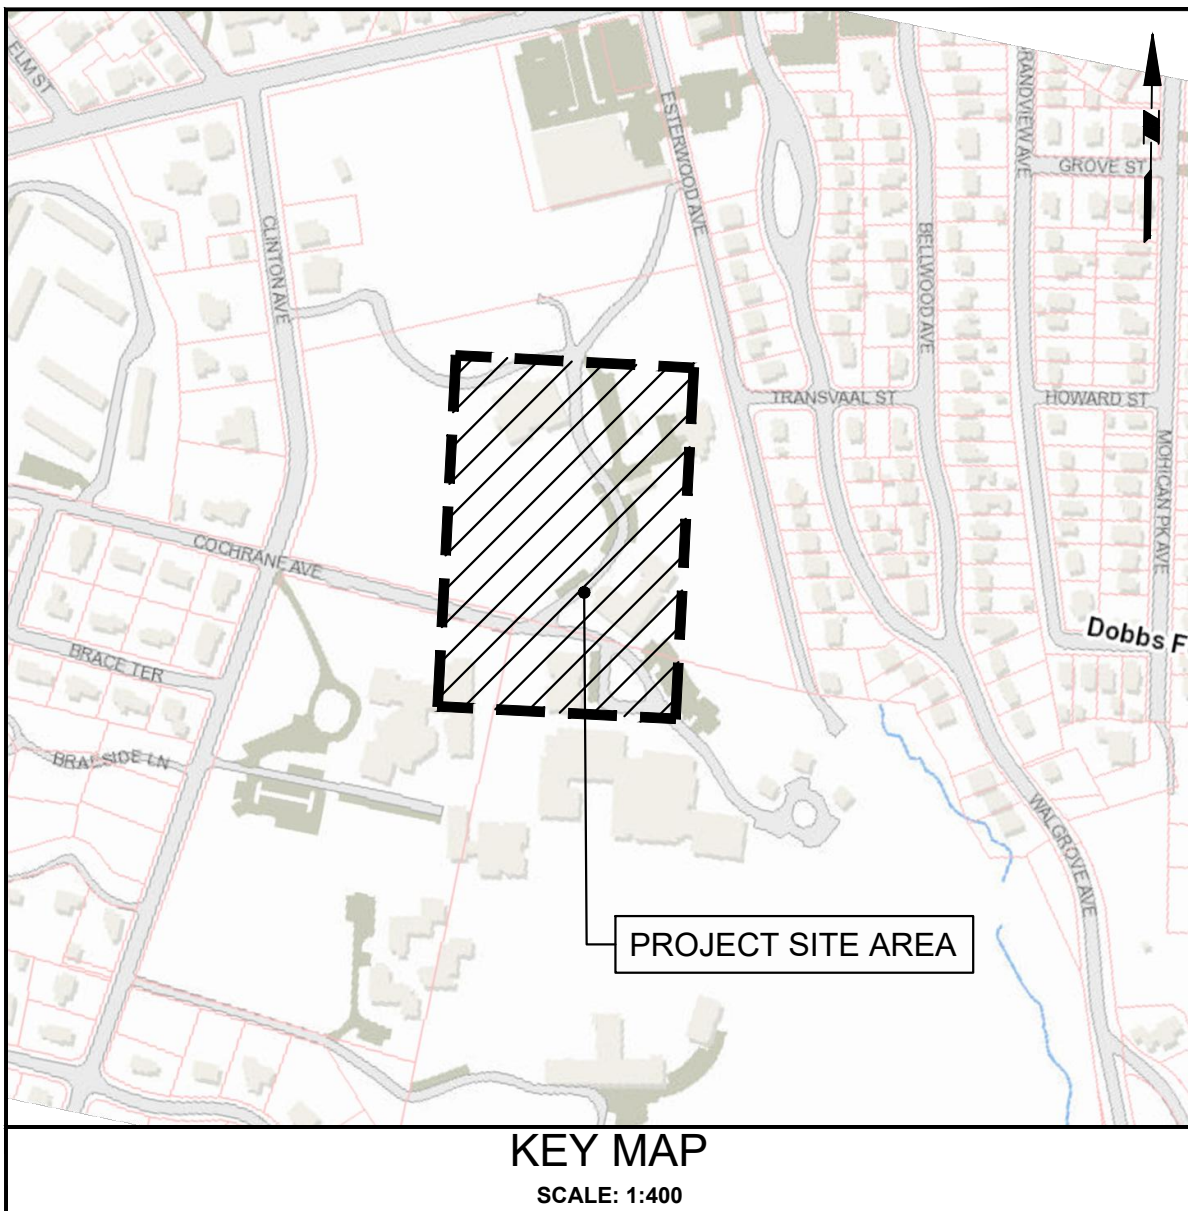 ELM ST
CLINTON AVE
ESTERWOOD AVE
RANDVIEW AVE
GROVE ST
BELLWOOD AVE
TRANSVAAL ST
HOWARD ST
MOHICAN PK AVE
COCHRANE AVE
BRACE TER
BRAESIDE LN
Dobbs F
WALGROVE AVE
PROJECT SITE AREA
KEY MAP
SCALE: 1:400